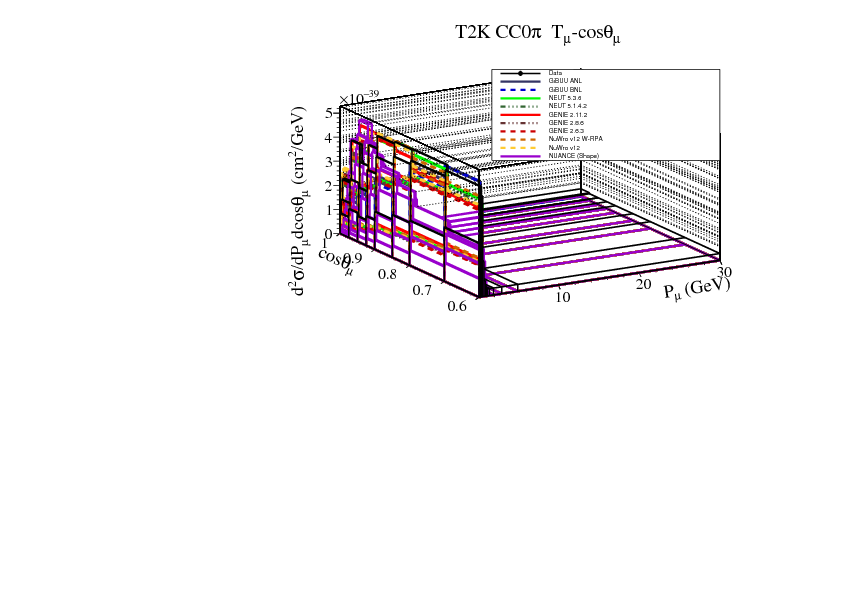 T2K CC0π Tμ-cosθμ
Data
GiBUU ANL
GiBUU BNL
NEUT 5.3.6
NEUT 5.1.4.2
GENIE 2.11.2
GENIE 2.8.6
GENIE 2.6.3
NuWro v12 W-RPA
NuWro v12
NUANCE (Shape)
×10⁻³⁹
d²σ/dPμdcosθμ (cm²/GeV)
5
4
3
2
1
0
1
0.9
0.8
0.7
0.6
cosθμ
10
20
30
Pμ (GeV)